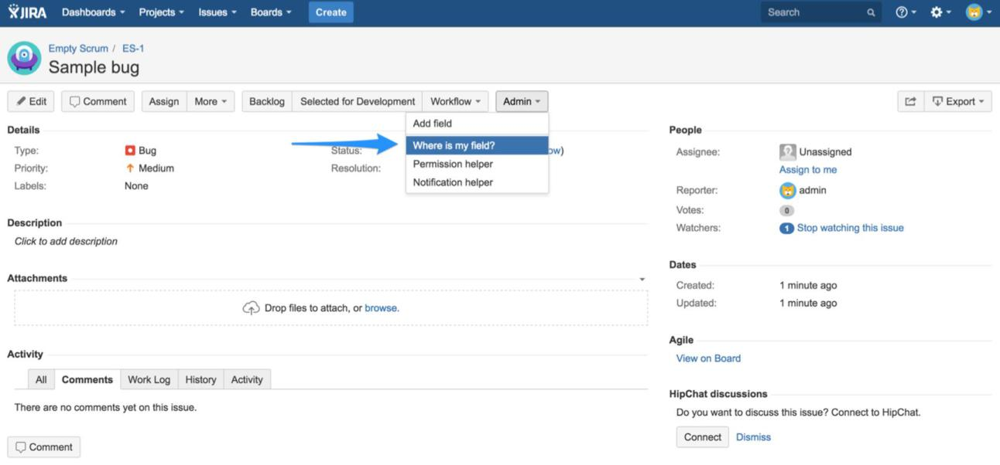 JIRA Dashboards Projects Issues Boards Create Search
Empty Scrum / ES-1
Sample bug
Edit Comment Assign More Backlog Selected for Development Workflow Admin Export
Add field
Where is my field?
Permission helper
Notification helper
Details
Type: Bug
Priority: Medium
Labels: None
Status: ow)
Resolution:
Description
Click to add description
Attachments
Drop files to attach, or browse.
Activity
All Comments Work Log History Activity
There are no comments yet on this issue.
Comment
People
Assignee: Unassigned
Assign to me
Reporter: admin
Votes: 0
Watchers: 1 Stop watching this issue
Dates
Created: 1 minute ago
Updated: 1 minute ago
Agile
View on Board
HipChat discussions
Do you want to discuss this issue? Connect to HipChat.
Connect Dismiss